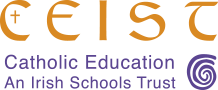 CEIST
Catholic Education
An Irish Schools Trust